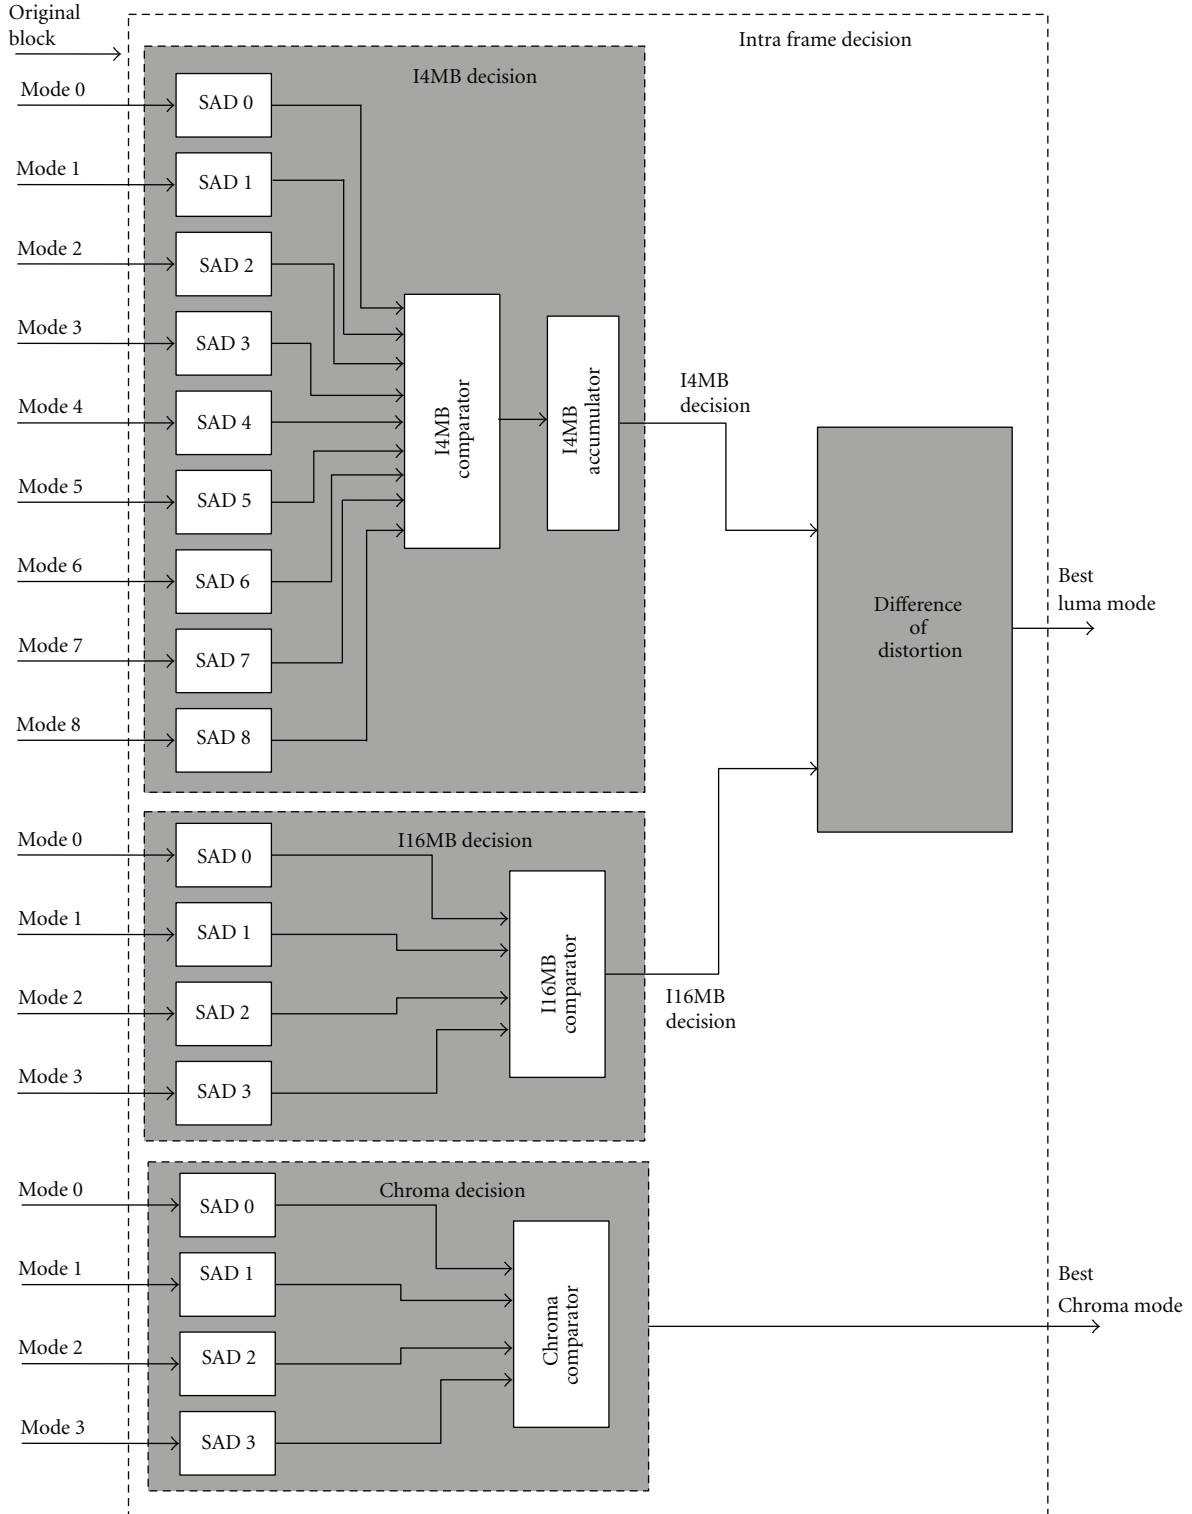 Original
block
Intra frame decision
I4MB decision
Mode 0
SAD 0
Mode 1
SAD 1
Mode 2
SAD 2
Mode 3
SAD 3
Mode 4
SAD 4
Mode 5
SAD 5
Mode 6
SAD 6
Mode 7
SAD 7
Mode 8
SAD 8
I4MB
comparator
I4MB
accumulator
I4MB
decision
Difference
of
distortion
Best
luma mode
I16MB decision
Mode 0
SAD 0
Mode 1
SAD 1
Mode 2
SAD 2
Mode 3
SAD 3
I16MB
comparator
I16MB
decision
Chroma decision
Mode 0
SAD 0
Mode 1
SAD 1
Mode 2
SAD 2
Mode 3
SAD 3
Chroma
comparator
Best
Chroma mode